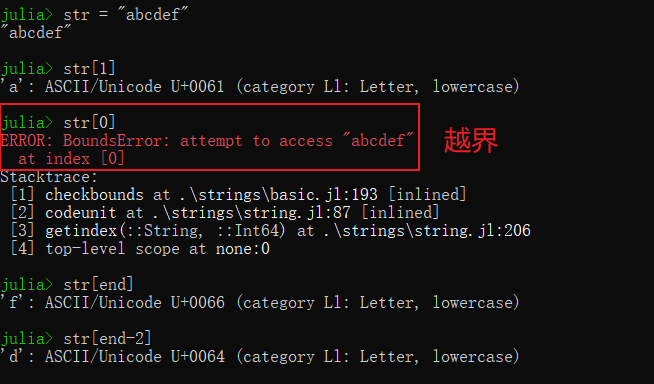 julia> str = "abcdef"
"abcdef"
julia> str[1]
'a': ASCII/Unicode U+0061 (category Ll: Letter, lowercase)
julia> str[0]
ERROR: BoundsError: attempt to access "abcdef"
  at index [0]
越界
Stacktrace:
 [1] checkbounds at .\strings\basic.jl:193 [inlined]
 [2] codeunit at .\strings\string.jl:87 [inlined]
 [3] getindex(::String, ::Int64) at .\strings\string.jl:206
 [4] top-level scope at none:0
julia> str[end]
'f': ASCII/Unicode U+0066 (category Ll: Letter, lowercase)
julia> str[end-2]
'd': ASCII/Unicode U+0064 (category Ll: Letter, lowercase)